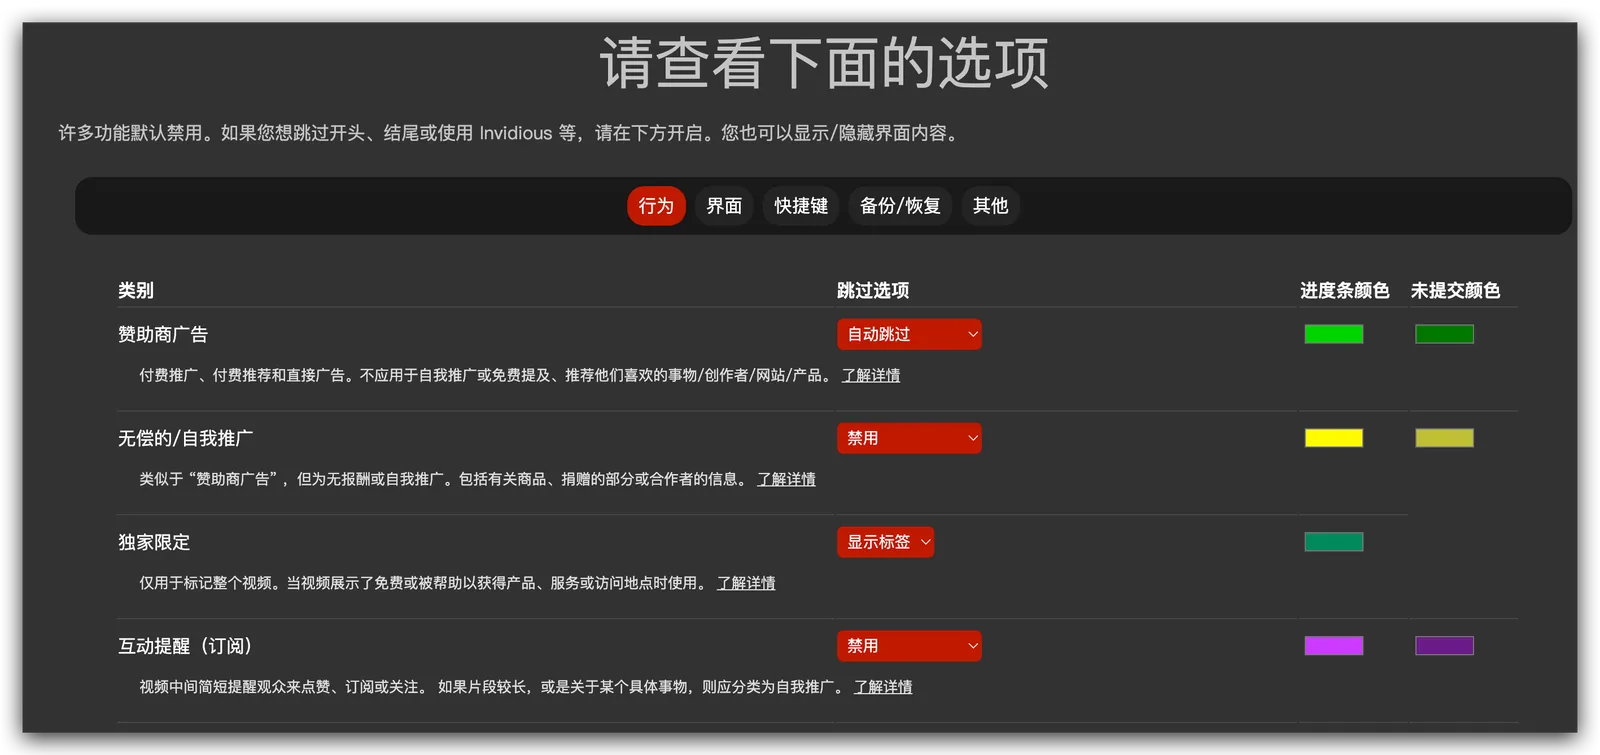 请查看下面的选项
许多功能默认禁用。如果您想跳过开头、结尾或使用 Invidious 等，请在下方开启。您也可以显示/隐藏界面内容。
行为 界面 快捷键 备份/恢复 其他
类别 跳过选项 进度条颜色 未提交颜色
赞助商广告 自动跳过
付费推广、付费推荐和直接广告。不应用于自我推广或免费提及、推荐他们喜欢的事物/创作者/网站/产品。 了解详情
无偿的/自我推广 禁用
类似于 “赞助商广告” ，但为无报酬或自我推广。包括有关商品、捐赠的部分或合作者的信息。 了解详情
独家限定 显示标签
仅用于标记整个视频。当视频展示了免费或被帮助以获得产品、服务或访问地点时使用。 了解详情
互动提醒（订阅） 禁用
视频中间简短提醒观众来点赞、订阅或关注。 如果片段较长，或是关于某个具体事物，则应分类为自我推广。 了解详情